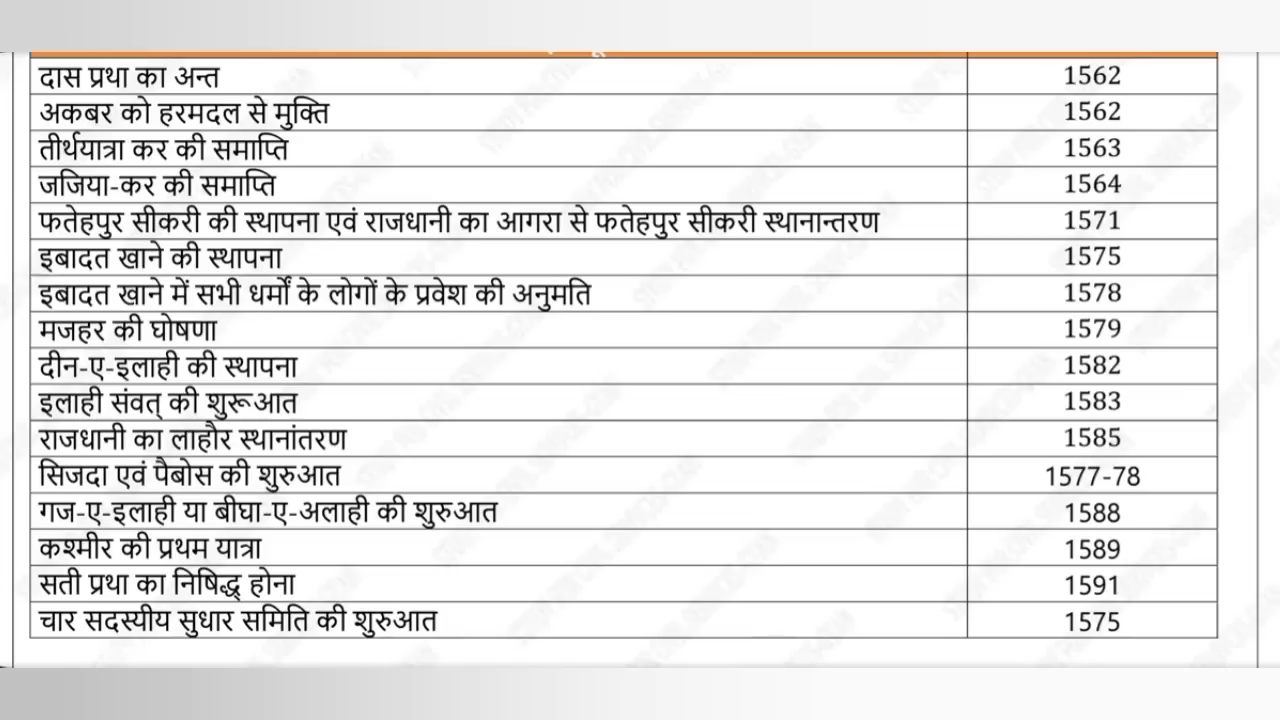 दास प्रथा का अन्त 1562
अकबर को हरमदल से मुक्ति 1562
तीर्थयात्रा कर की समाप्ति 1563
जजिया-कर की समाप्ति 1564
फतेहपुर सीकरी की स्थापना एवं राजधानी का आगरा से फतेहपुर सीकरी स्थानान्तरण 1571
इबादत खाने की स्थापना 1575
इबादत खाने में सभी धर्मों के लोगों के प्रवेश की अनुमति 1578
मजहर की घोषणा 1579
दीन-ए-इलाही की स्थापना 1582
इलाही संवत् की शुरूआत 1583
राजधानी का लाहौर स्थानांतरण 1585
सिजदा एवं पैबोस की शुरुआत 1577-78
गज-ए-इलाही या बीघा-ए-अलाही की शुरुआत 1588
कश्मीर की प्रथम यात्रा 1589
सती प्रथा का निषिद्ध् होना 1591
चार सदस्यीय सुधार समिति की शुरुआत 1575